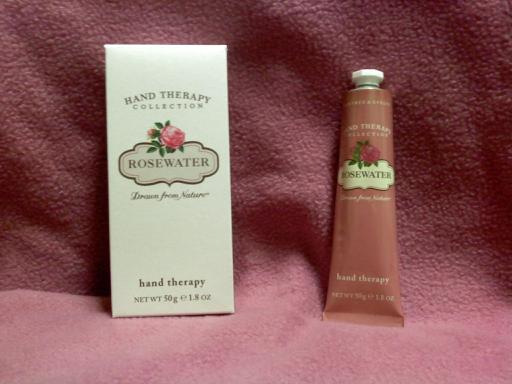 HAND THERAPY
COLLECTION
ROSEWATER
Drawn from Nature™
hand therapy
NET WT 50g ℮ 1.8 OZ
HAND THERAPY
COLLECTION
ROSEWATER
Drawn from Nature
hand therapy
NET WT 50g ℮ 1.8 OZ